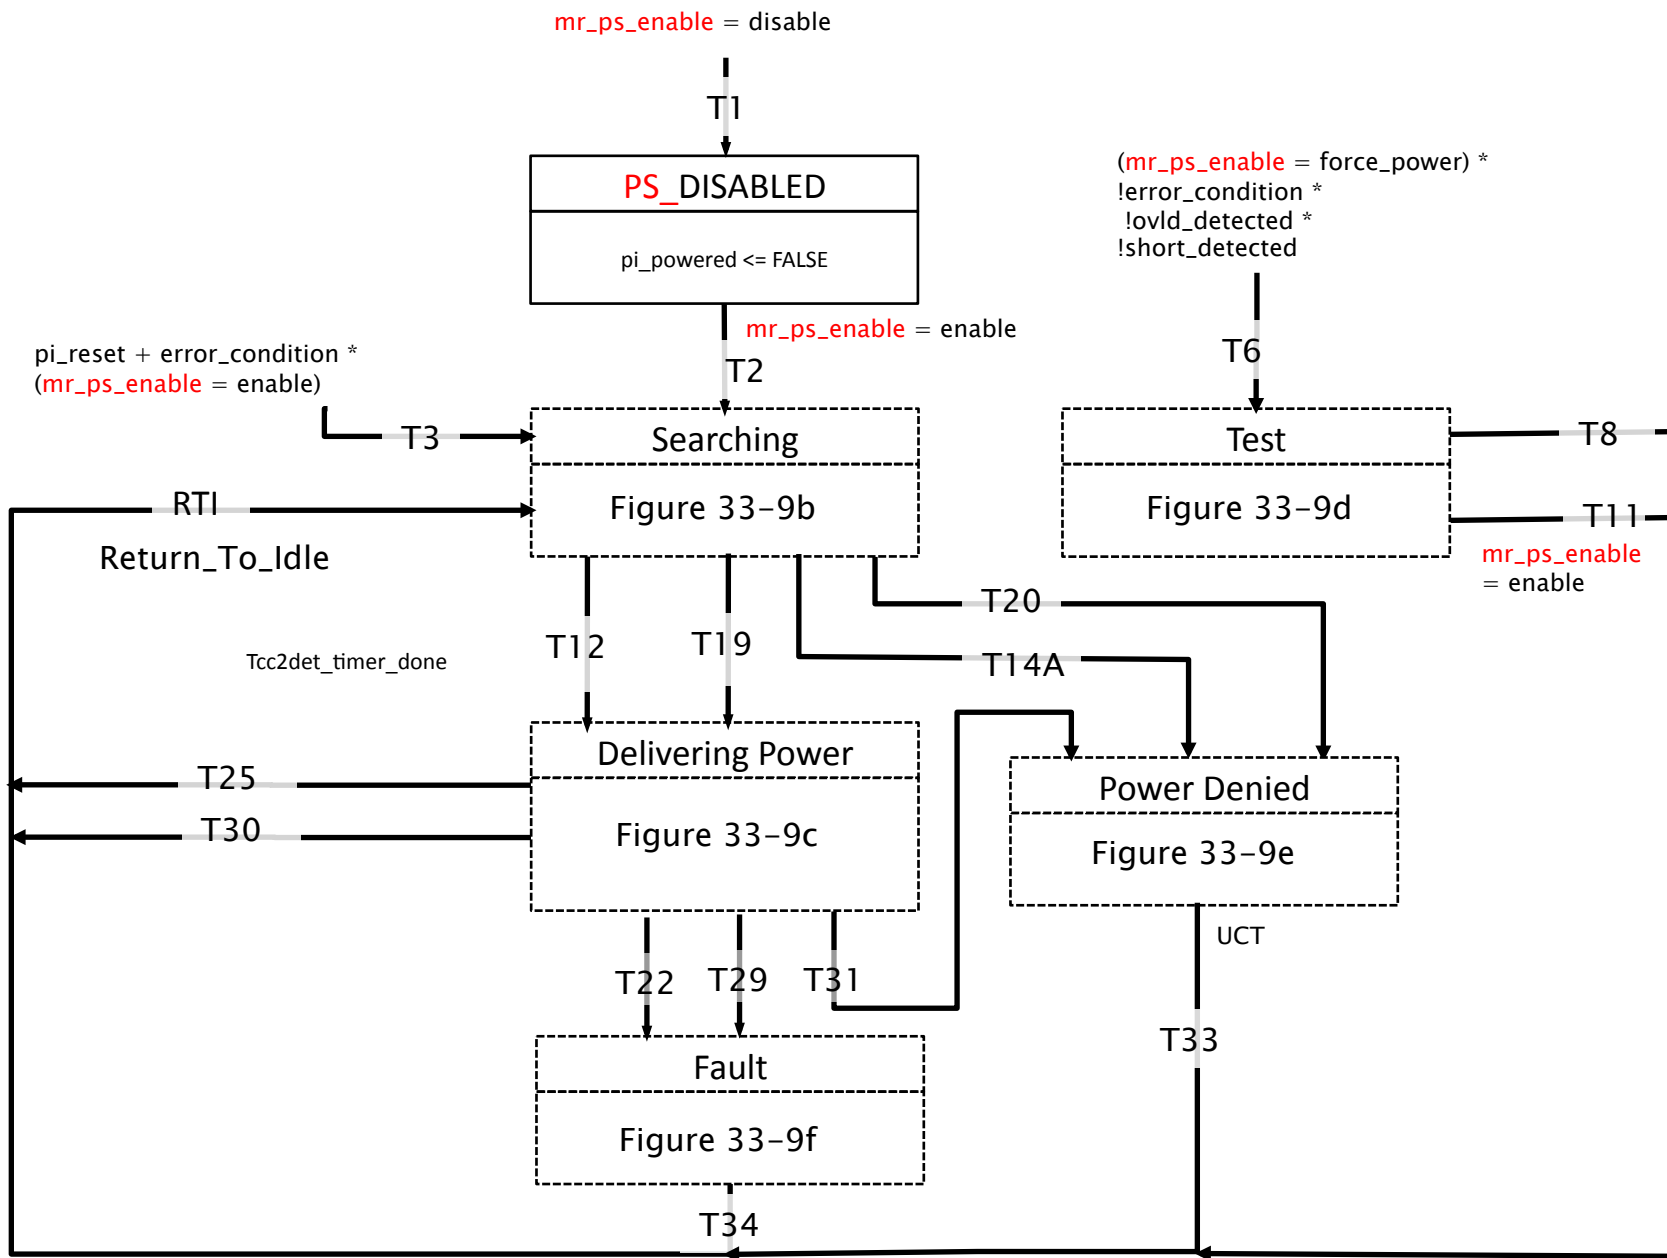 mr_ps_enable = disable
T1
PS_DISABLED
pi_powered <= FALSE
(mr_ps_enable = force_power) *
!error_condition *
!ovld_detected *
!short_detected
mr_ps_enable = enable
T2
T6
pi_reset + error_condition *
(mr_ps_enable = enable)
T3
Searching
Figure 33-9b
Test
Figure 33-9d
T8
T11
mr_ps_enable
= enable
RTI
Return_To_Idle
T12
T19
T20
T14A
Tcc2det_timer_done
Delivering Power
Figure 33-9c
T25
T30
Power Denied
Figure 33-9e
UCT
T22
T29
T31
T33
Fault
Figure 33-9f
T34